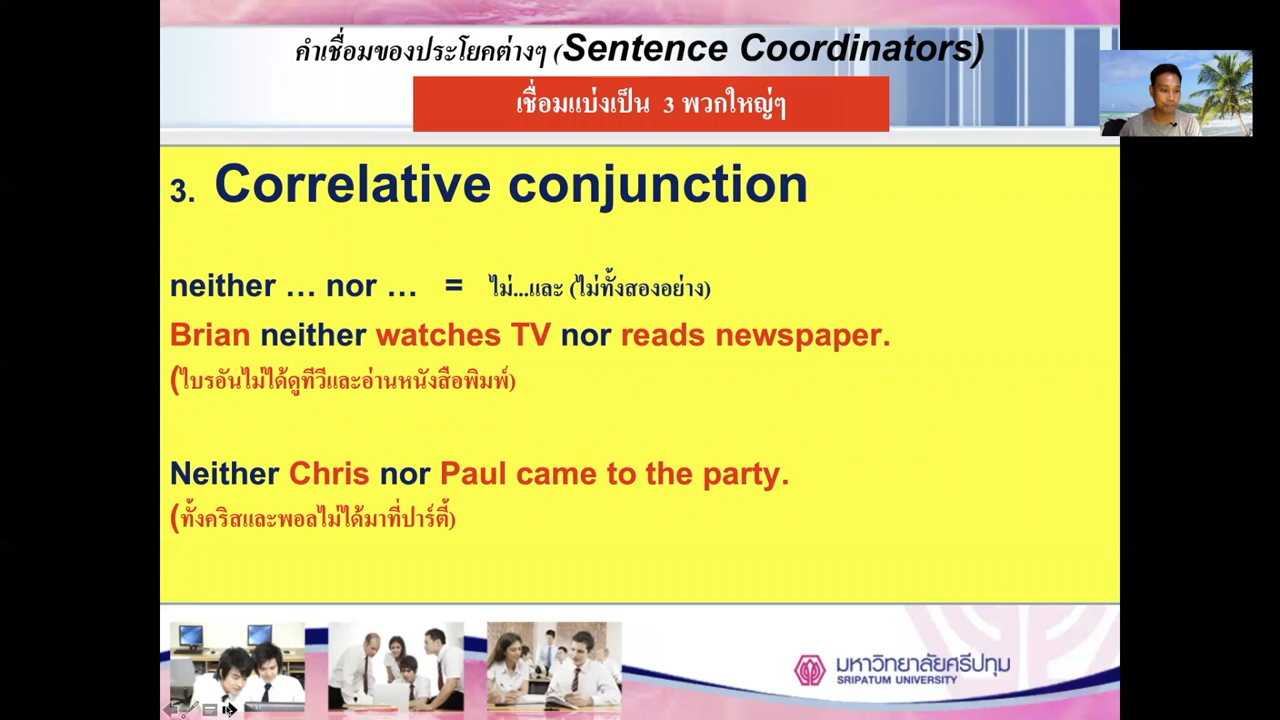 คำเชื่อมของประโยคต่างๆ (Sentence Coordinators)
เชื่อมแบ่งเป็น 3 พวกใหญ่ๆ
3. Correlative conjunction
neither … nor … = ไม่...และ (ไม่ทั้งสองอย่าง)
Brian neither watches TV nor reads newspaper.
(ไบรอันไม่ได้ดูทีวีและอ่านหนังสือพิมพ์)
Neither Chris nor Paul came to the party.
(ทั้งคริสและพอลไม่ได้มาที่ปาร์ตี้)
มหาวิทยาลัยศรีปทุม
SRIPATUM UNIVERSITY